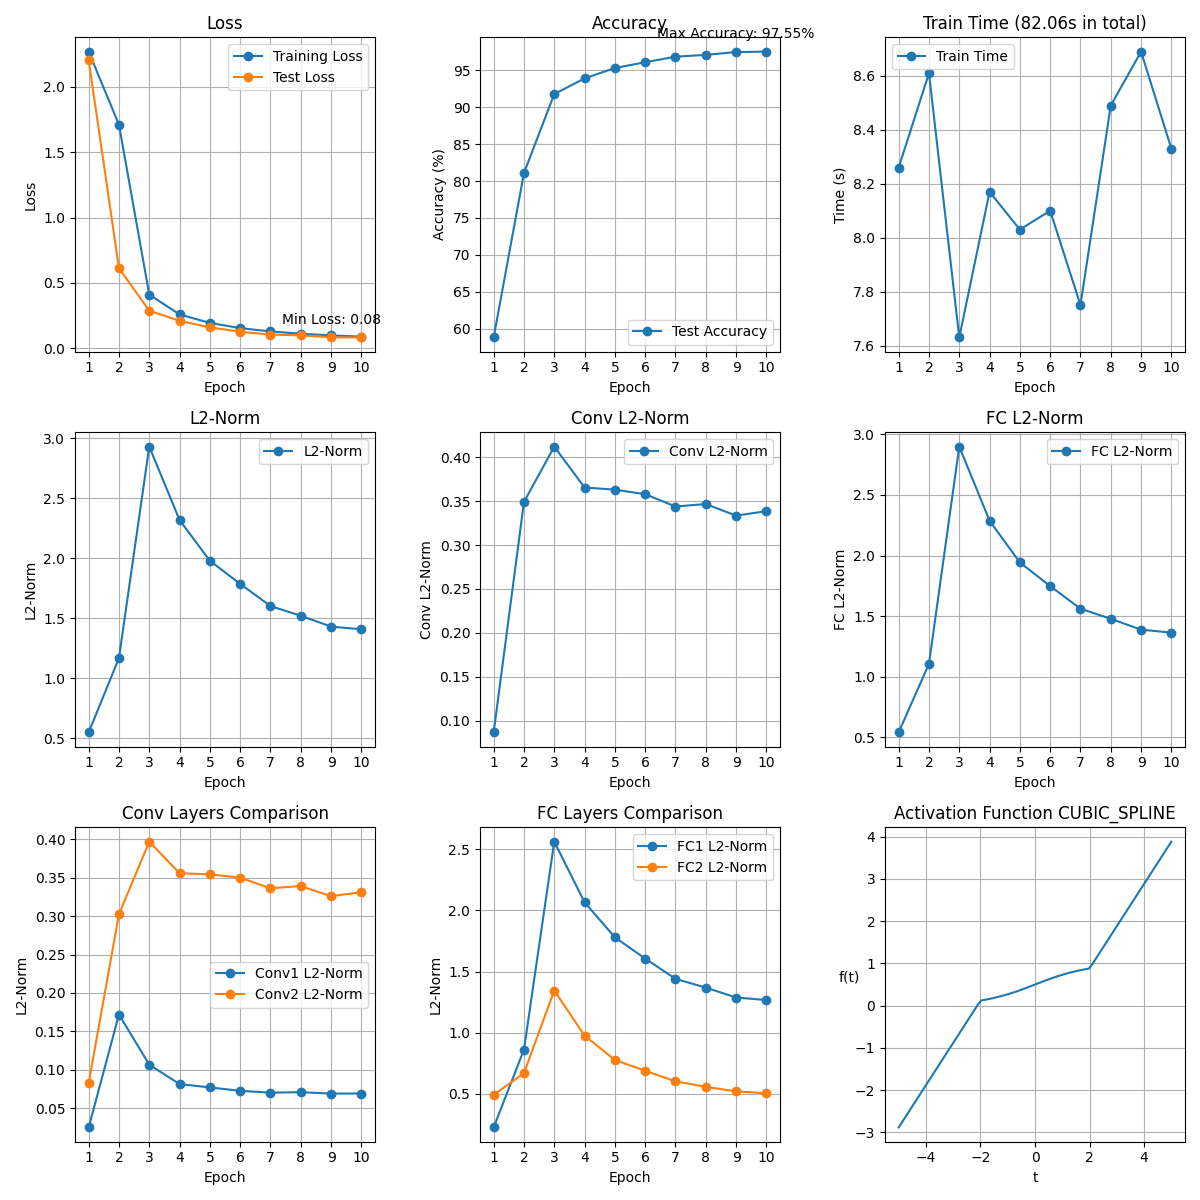 Loss
Training Loss
Test Loss
Min Loss: 0.08
2.0
1.5
1.0
0.5
0.0
Loss
1 2 3 4 5 6 7 8 9 10
Epoch
Accuracy
Max Accuracy: 97.55%
95
90
85
80
75
70
65
60
Accuracy (%)
Test Accuracy
1 2 3 4 5 6 7 8 9 10
Epoch
Train Time (82.06s in total)
Train Time
8.6
8.4
8.2
8.0
7.8
7.6
Time (s)
1 2 3 4 5 6 7 8 9 10
Epoch
L2-Norm
L2-Norm
3.0
2.5
2.0
1.5
1.0
0.5
L2-Norm
1 2 3 4 5 6 7 8 9 10
Epoch
Conv L2-Norm
Conv L2-Norm
0.40
0.35
0.30
0.25
0.20
0.15
0.10
Conv L2-Norm
1 2 3 4 5 6 7 8 9 10
Epoch
FC L2-Norm
FC L2-Norm
3.0
2.5
2.0
1.5
1.0
0.5
FC L2-Norm
1 2 3 4 5 6 7 8 9 10
Epoch
Conv Layers Comparison
0.40
0.35
0.30
0.25
0.20
0.15
0.10
0.05
L2-Norm
Conv1 L2-Norm
Conv2 L2-Norm
1 2 3 4 5 6 7 8 9 10
Epoch
FC Layers Comparison
FC1 L2-Norm
FC2 L2-Norm
2.5
2.0
1.5
1.0
0.5
L2-Norm
1 2 3 4 5 6 7 8 9 10
Epoch
Activation Function CUBIC_SPLINE
4
3
2
1
0
−1
−2
−3
f(t)
−4 −2 0 2 4
t